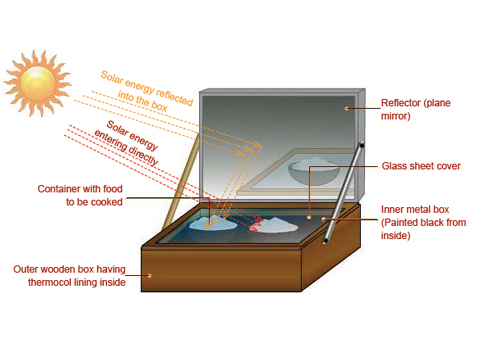 Solar energy reflected
into the box
Solar energy
entering directly
Reflector (plane
mirror)
Glass sheet cover
Container with food
to be cooked
Inner metal box
(Painted black from
inside)
Outer wooden box having
thermocol lining inside